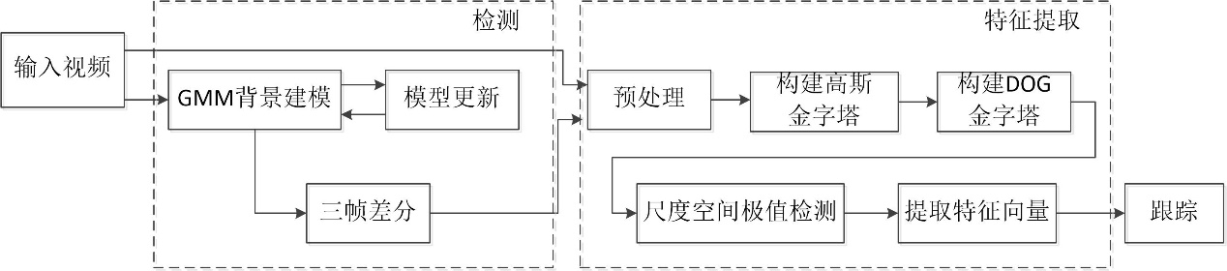 检测
特征提取
输入视频
GMM背景建模
模型更新
三帧差分
预处理
构建高斯
金字塔
构建DOG
金字塔
尺度空间极值检测
提取特征向量
跟踪